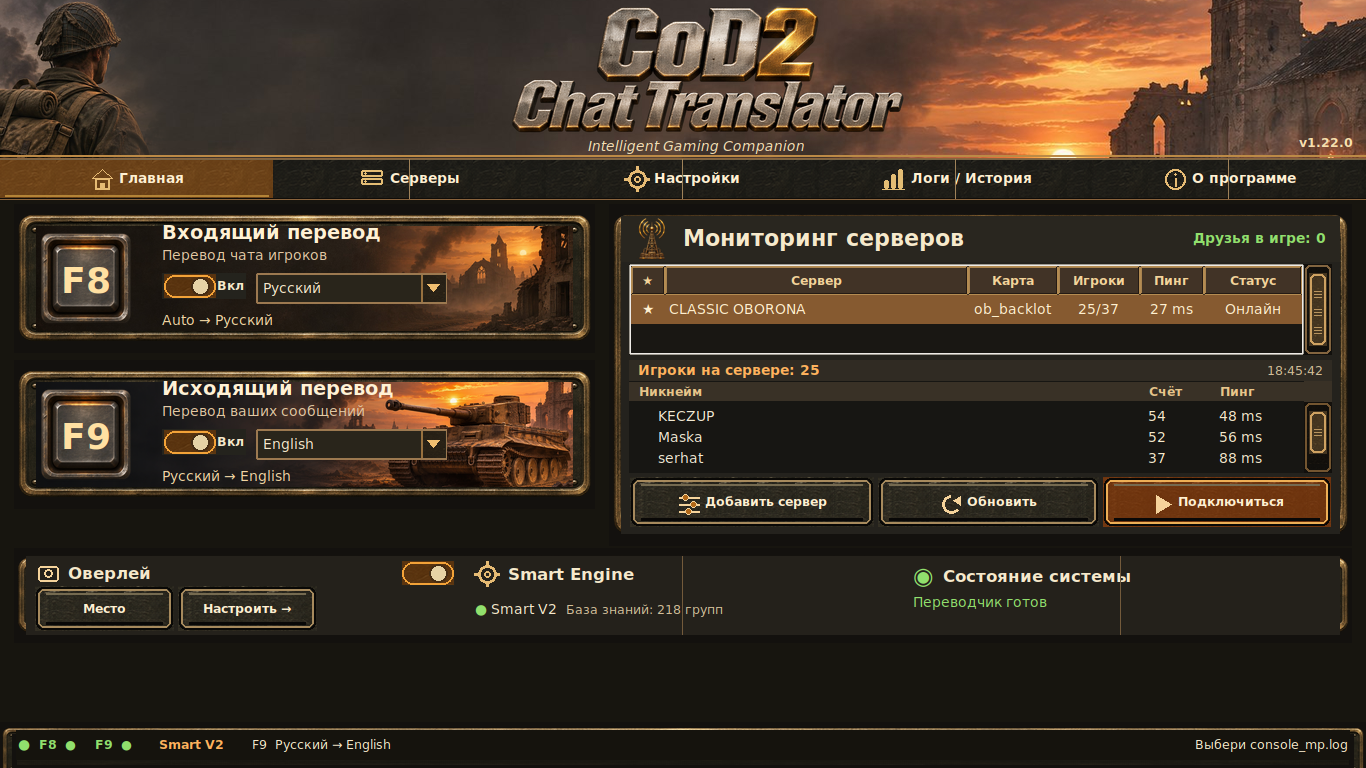 CoD2
Chat Translator
Intelligent Gaming Companion
v1.22.0
Главная
Серверы
Настройки
Логи / История
О программе
F8
Входящий перевод
Перевод чата игроков
Вкл
Русский
Auto → Русский
F9
Исходящий перевод
Перевод ваших сообщений
Вкл
English
Русский → English
Мониторинг серверов
Друзья в игре: 0
★ Сервер Карта Игроки Пинг Статус
★ CLASSIC OBORONA ob_backlot 25/37 27 ms Онлайн
Игроки на сервере: 25
18:45:42
Никнейм Счёт Пинг
KECZUP 54 48 ms
Maska 52 56 ms
serhat 37 88 ms
Добавить сервер
Обновить
Подключиться
Оверлей
Место
Настроить →
Smart Engine
Smart V2 База знаний: 218 групп
Состояние системы
Переводчик готов
F8 F9 Smart V2 F9 Русский → English
Выбери console_mp.log